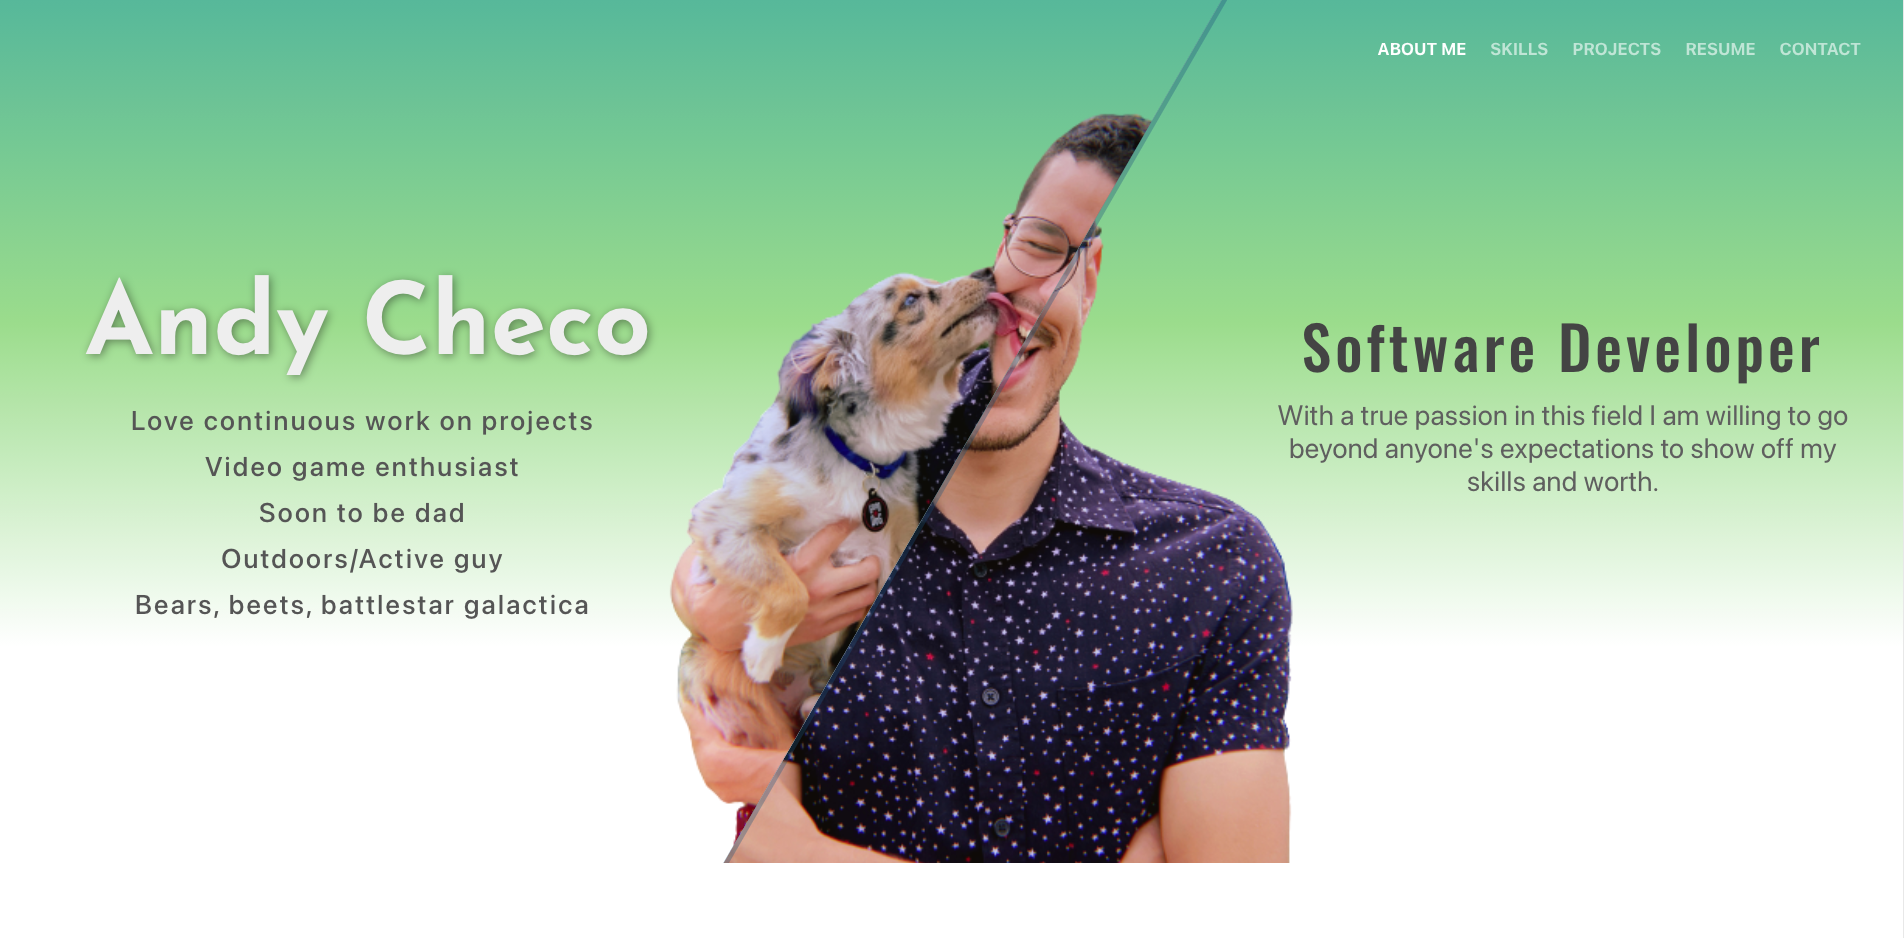 ABOUT ME SKILLS PROJECTS RESUME CONTACT
Andy Checo
Love continuous work on projects
Video game enthusiast
Soon to be dad
Outdoors/Active guy
Bears, beets, battlestar galactica
Software Developer
With a true passion in this field I am willing to go
beyond anyone's expectations to show off my
skills and worth.